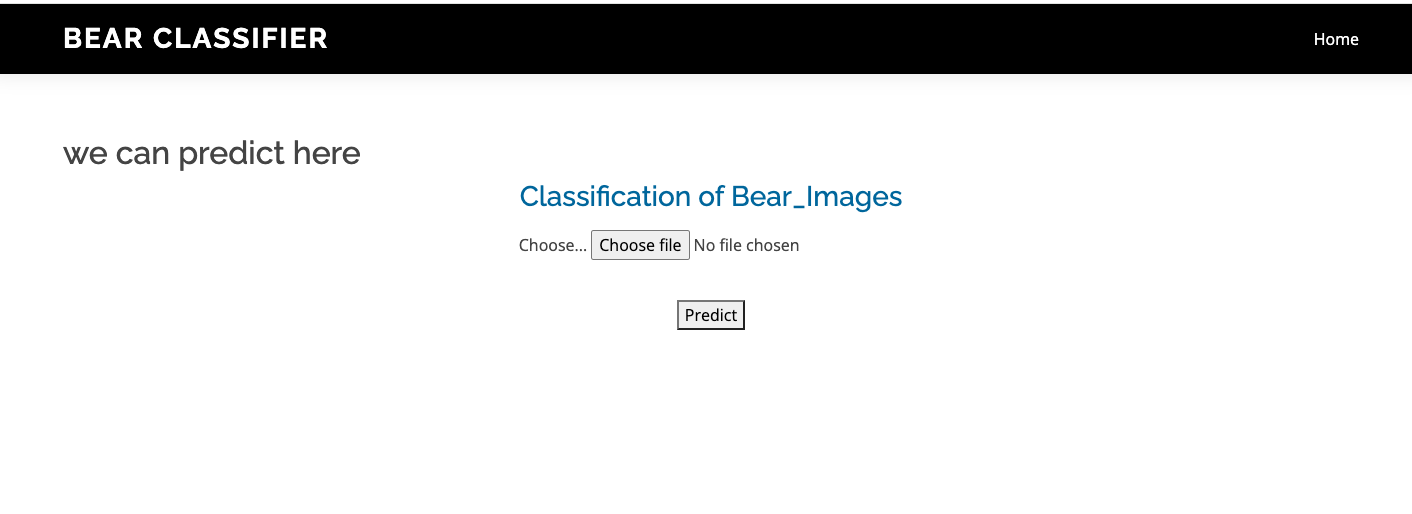 BEAR CLASSIFIER Home
we can predict here
Classification of Bear_Images
Choose... Choose file No file chosen
Predict